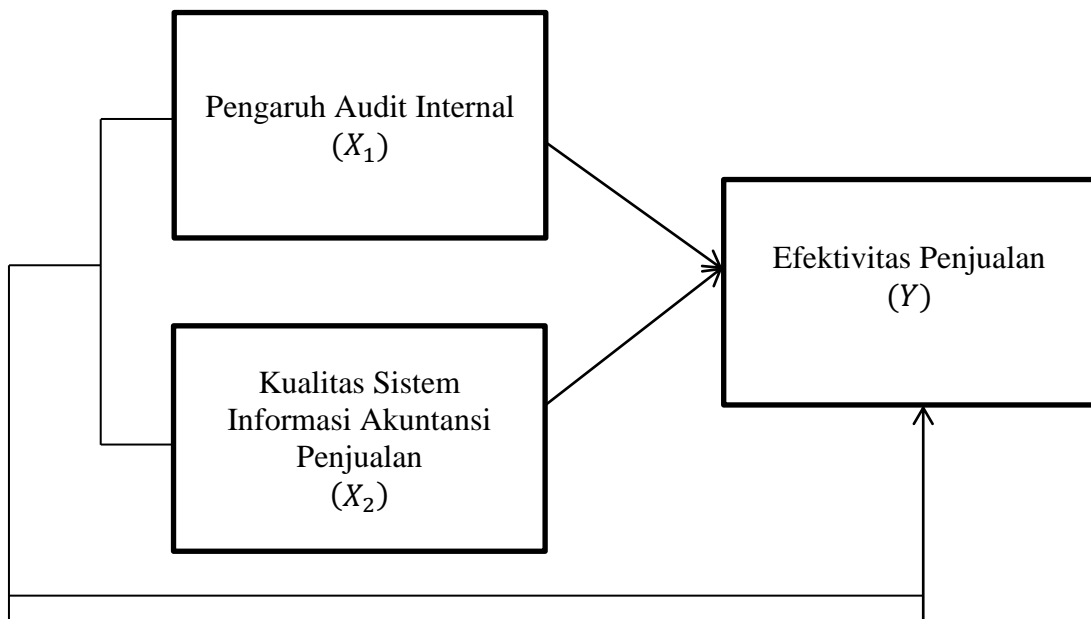 Pengaruh Audit Internal
(𝑋₁)
Kualitas Sistem
Informasi Akuntansi
Penjualan
(𝑋₂)
Efektivitas Penjualan
(𝑌)